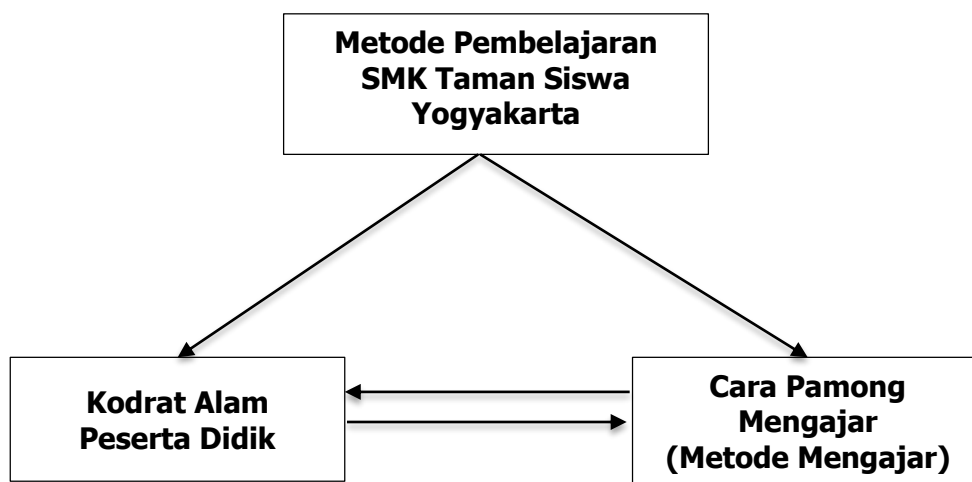 Metode Pembelajaran
SMK Taman Siswa
Yogyakarta
Kodrat Alam
Peserta Didik
Cara Pamong
Mengajar
(Metode Mengajar)